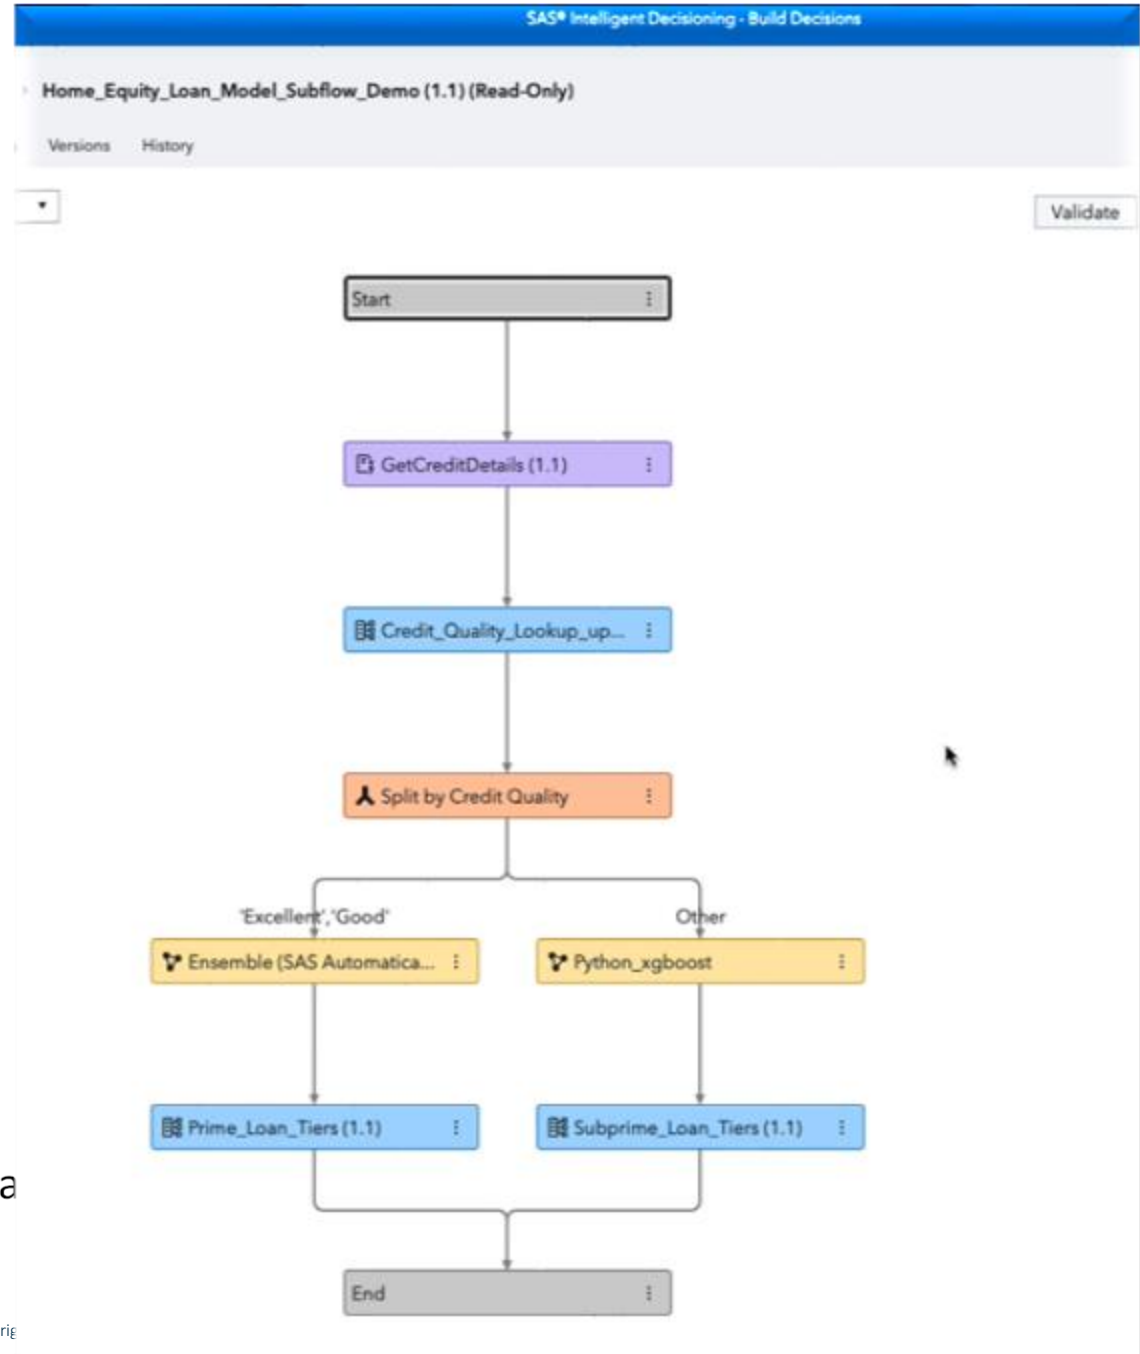 SAS® Intelligent Decisioning - Build Decisions
Home_Equity_Loan_Model_Subflow_Demo (1.1) (Read-Only)
Versions History
Validate
Start
GetCreditDetails (1.1)
Credit_Quality_Lookup_up...
Split by Credit Quality
'Excellent','Good' Other
Ensemble (SAS Automatica... Python_xgboost
Prime_Loan_Tiers (1.1) Subprime_Loan_Tiers (1.1)
a
End